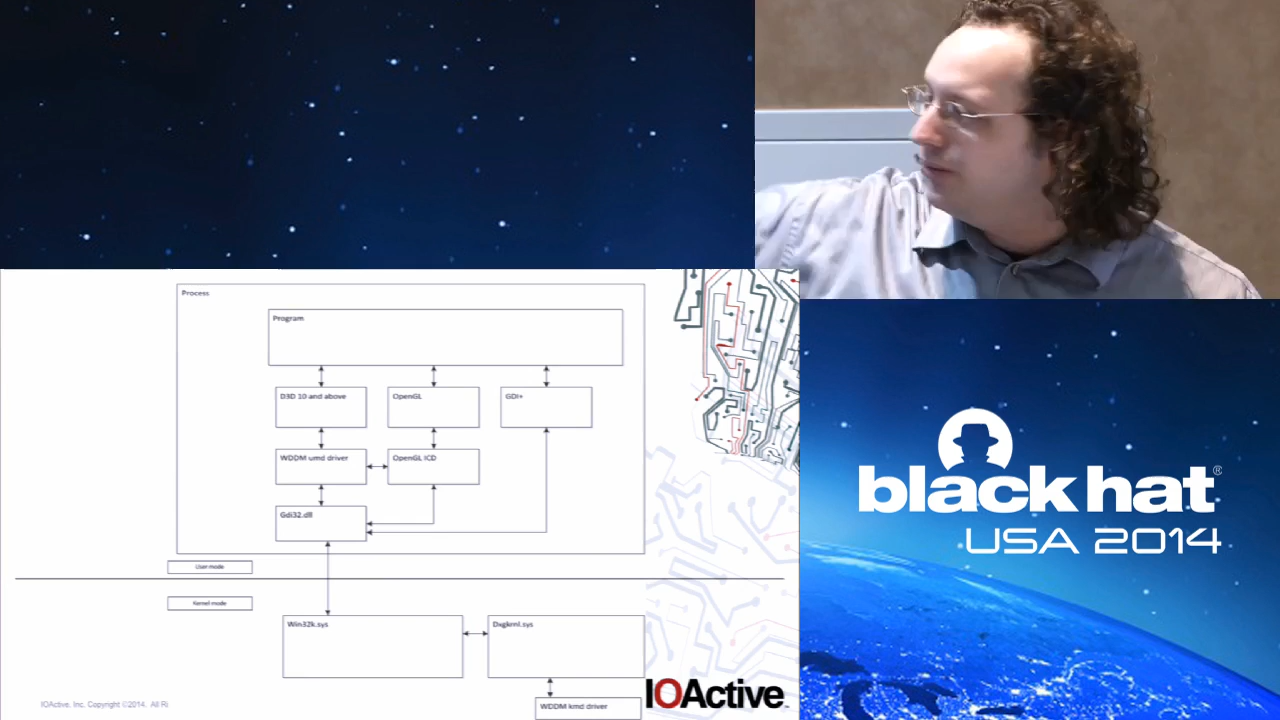 Process
Program
D3D 10 and above
OpenGL
GDI+
WDDM umd driver
OpenGL ICD
Gdi32.dll
User mode
Kernel mode
Win32k.sys
Dxgkrnl.sys
WDDM kmd driver
IOActive, Inc. Copyright ©2014. All Ri
IOActive
black hat®
USA 2014